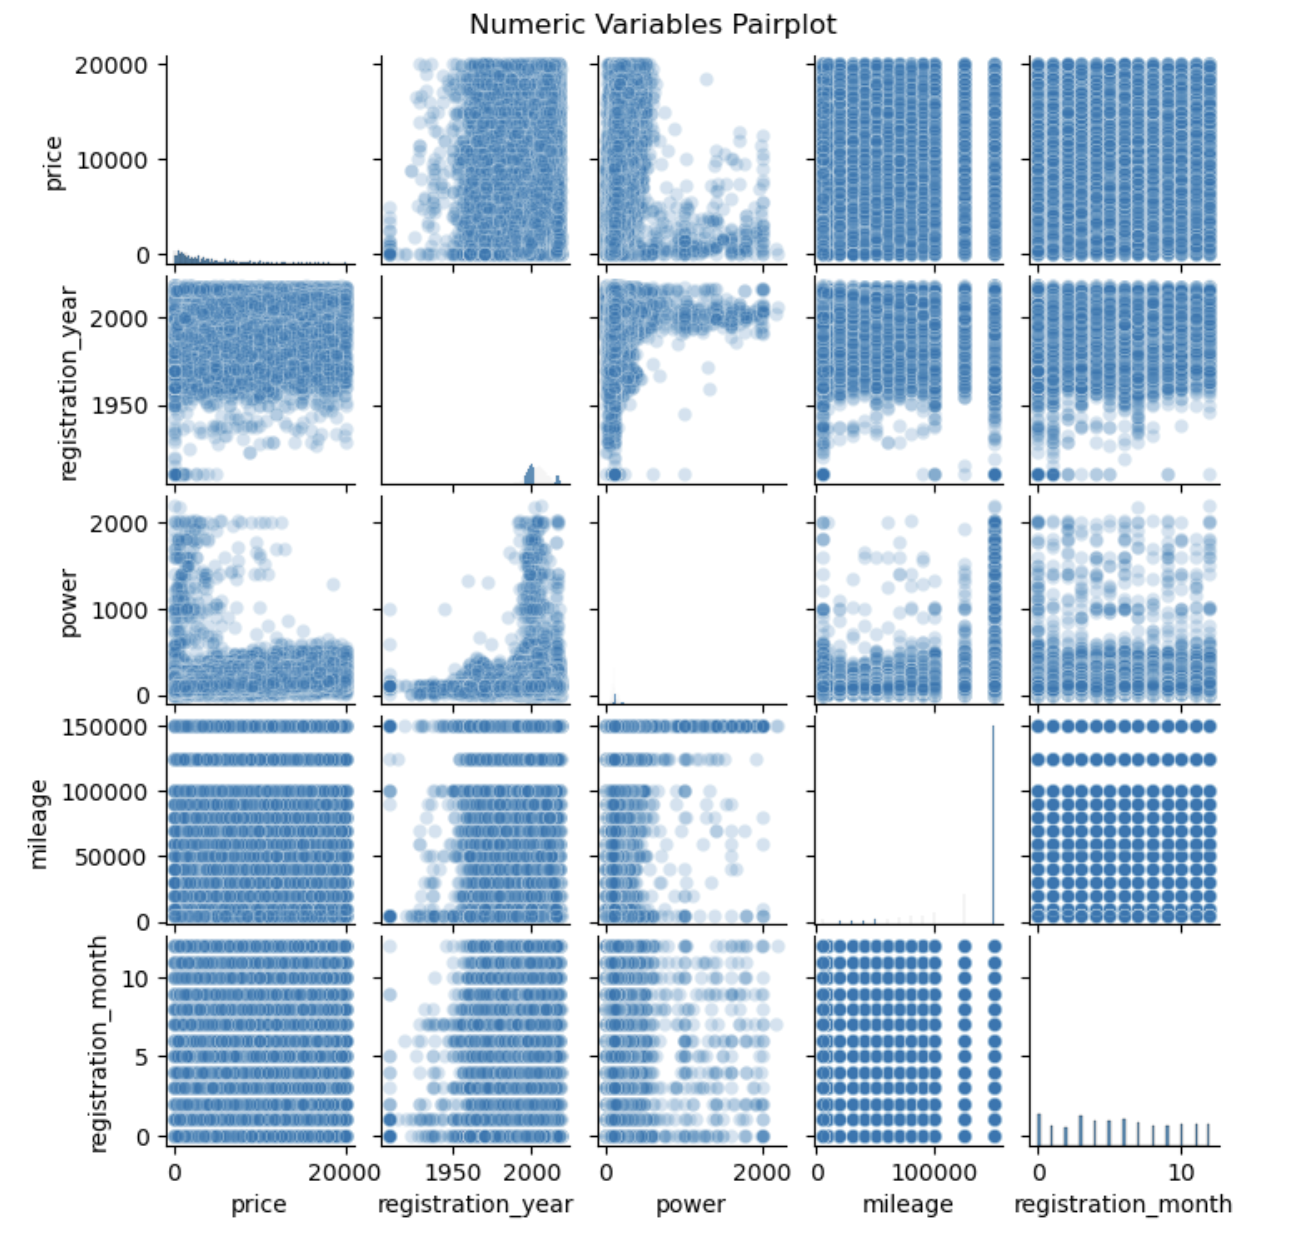 Numeric Variables Pairplot
20000
10000
0
price
2000
1950
registration_year
2000
1000
0
power
150000
100000
50000
0
mileage
10
5
0
registration_month
0 20000 1950 2000 0 2000 0 100000 0 10
price registration_year power mileage registration_month